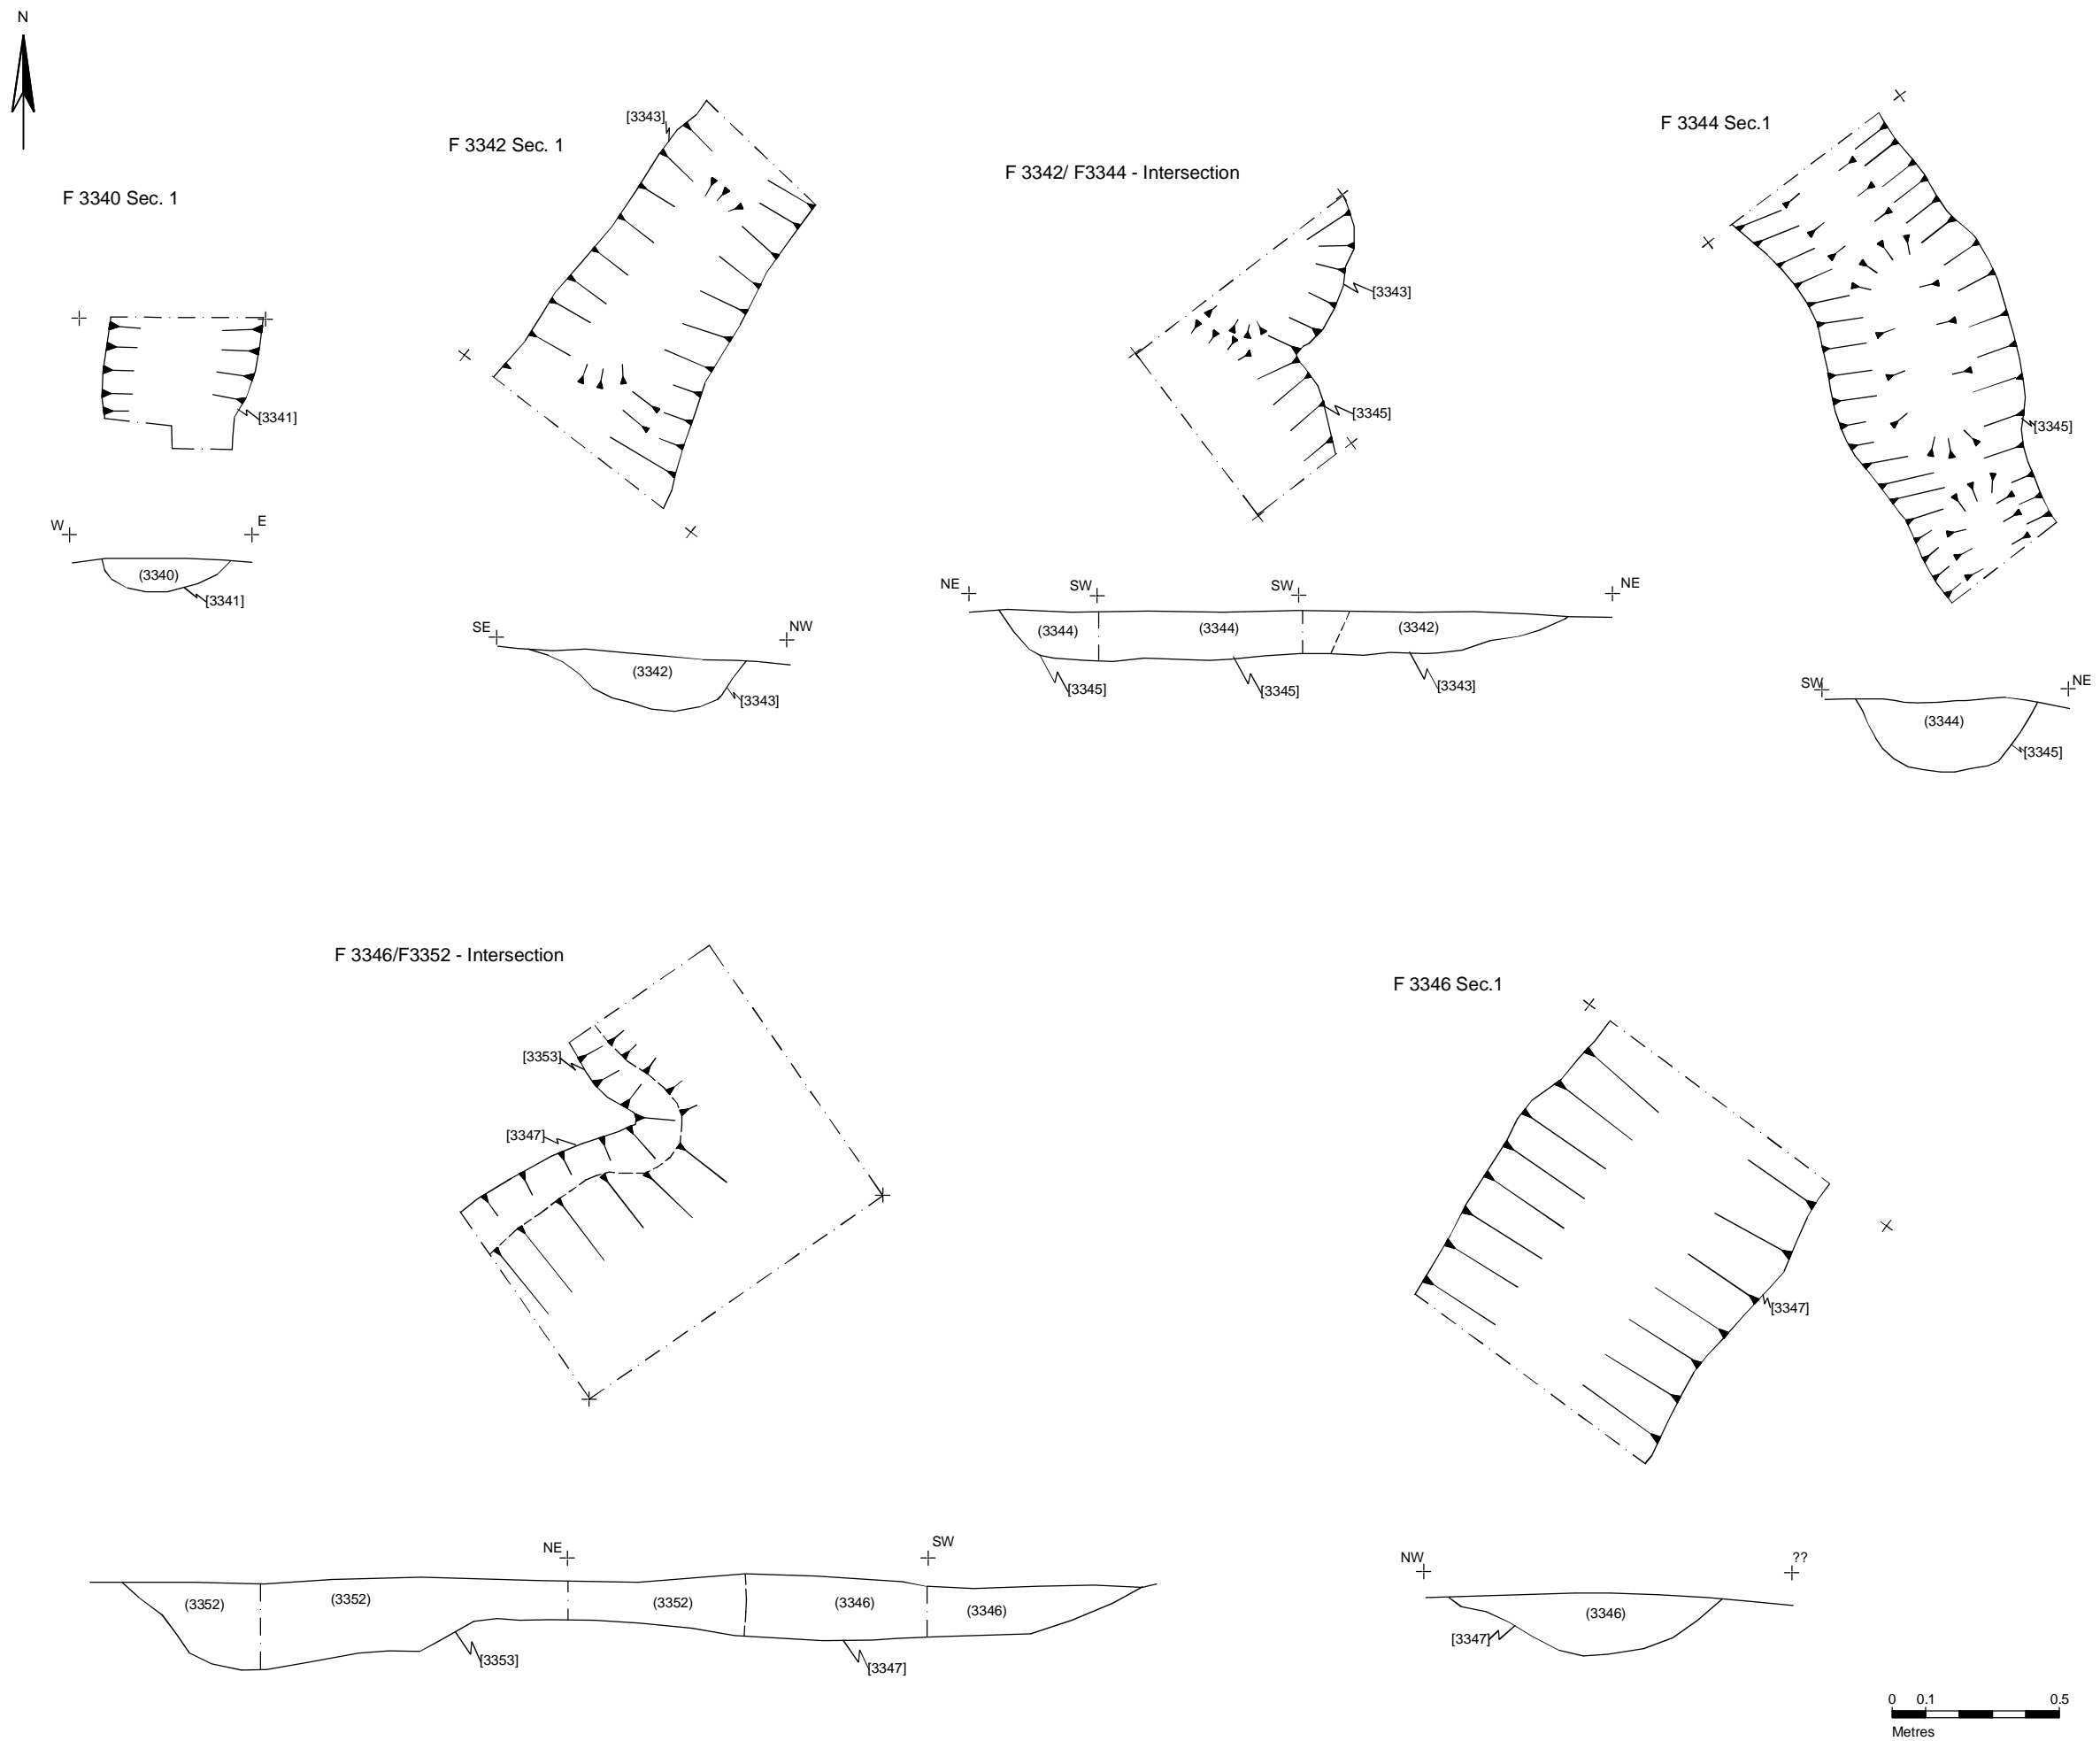 N
F 3340 Sec. 1
[3341]
W
E
(3340)
[3341]
F 3342 Sec. 1
[3343]
SE
NW
(3342)
[3343]
F 3342/ F3344 - Intersection
[3343]
[3345]
NE
SW
SW
NE
(3344)
(3344)
(3342)
[3345]
[3345]
[3343]
F 3344 Sec.1
[3345]
SW
NE
(3344)
[3345]
F 3346/F3352 - Intersection
[3353]
[3347]
NE
SW
(3352)
(3352)
(3352)
(3346)
(3346)
[3353]
[3347]
F 3346 Sec.1
[3347]
NW
??
(3346)
[3347]
0 0.1 0.5
Metres